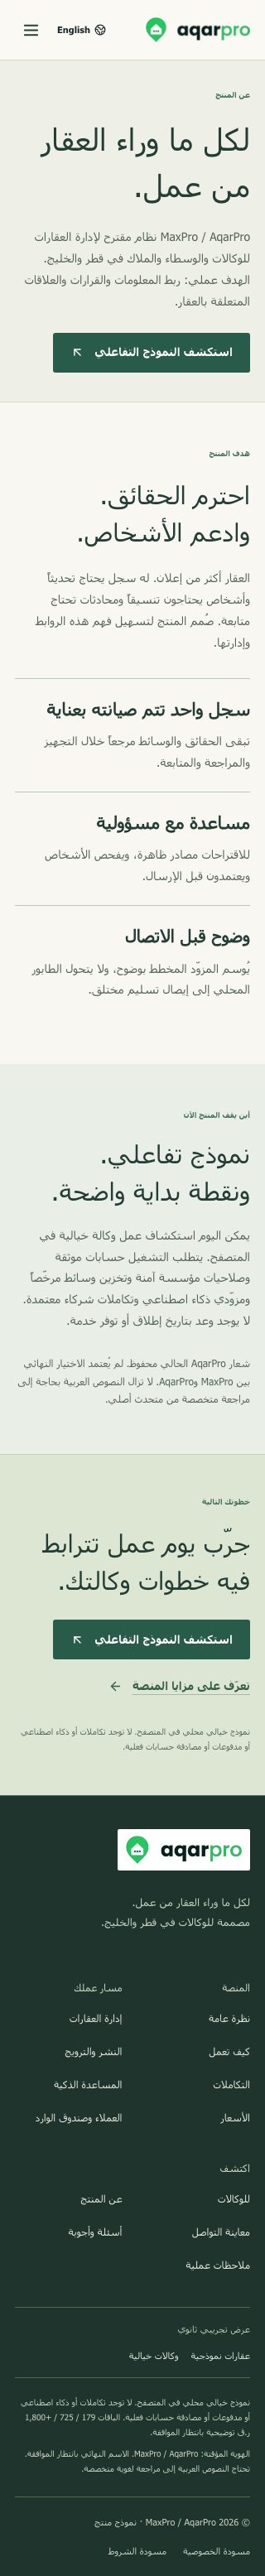 aqarpro
English
عن المنتج
لكل ما وراء العقار
من عمل.
MaxPro / AqarPro نظام مقترح لإدارة العقارات
للوكالات والوسطاء والملاك في قطر والخليج.
الهدف عملي: ربط المعلومات والقرارات والعلاقات
المتعلقة بالعقار.
استكشف النموذج التفاعلي
هدف المنتج
احترم الحقائق.
وادعم الأشخاص.
العقار أكثر من إعلان. له سجل يحتاج تحديثاً
وأشخاص يحتاجون تنسيقاً ومحادثات تحتاج
متابعة. صُمم المنتج لتسهيل فهم هذه الروابط
وإدارتها.
سجل واحد تتم صيانته بعناية
تبقى الحقائق والوسائط مرجعاً خلال التجهيز
والمراجعة والمتابعة.
مساعدة مع مسؤولية
للاقتراحات مصادر ظاهرة، ويفحص الأشخاص
ويعتمدون قبل الإرسال.
وضوح قبل الاتصال
يُوسم المزوّد المخطط بوضوح، ولا يتحول الطابور
المحلي إلى إيصال تسليم مختلق.
أين يقف المنتج الآن
نموذج تفاعلي.
ونقطة بداية واضحة.
يمكن اليوم استكشاف عمل وكالة خيالية في
المتصفح. يتطلب التشغيل حسابات موثقة
وصلاحيات مؤسسة آمنة وتخزين وسائط مرخّصاً
ومزوّدي ذكاء اصطناعي وتكاملات شركاء معتمدة.
لا يوجد وعد بتاريخ إطلاق أو توفر خدمة.
شعار AqarPro الحالي محفوظ. لم يُعتمد الاختيار النهائي
بين MaxPro وAqarPro. لا تزال النصوص العربية بحاجة إلى
مراجعة متخصصة من متحدث أصلي.
خطوتك التالية
جرّب يوم عمل تترابط
فيه خطوات وكالتك.
استكشف النموذج التفاعلي
تعرّف على مزايا المنصة
نموذج خيالي محلي في المتصفح. لا توجد تكاملات أو ذكاء اصطناعي
أو مدفوعات أو مصادقة حسابات فعلية.
aqarpro
لكل ما وراء العقار من عمل.
مصممة للوكالات في قطر والخليج.
المنصة
مسار عملك
نظرة عامة
إدارة العقارات
كيف تعمل
النشر والترويج
التكاملات
المساعدة الذكية
الأسعار
العملاء وصندوق الوارد
اكتشف
للوكالات
عن المنتج
معاينة التواصل
أسئلة وأجوبة
ملاحظات عملية
عرض تجريبي ثانوي
عقارات نموذجية
وكالات خيالية
نموذج خيالي محلي في المتصفح. لا توجد تكاملات أو ذكاء اصطناعي
أو مدفوعات أو مصادقة حسابات فعلية. الباقات 179 / 725 / +1,800
ر.ق توضيحية بانتظار الموافقة.
الهوية المؤقتة: MaxPro / AqarPro. الاسم النهائي بانتظار الموافقة.
تحتاج النصوص العربية إلى مراجعة لغوية متخصصة.
© 2026 MaxPro / AqarPro · نموذج منتج
مسودة الخصوصية
مسودة الشروط